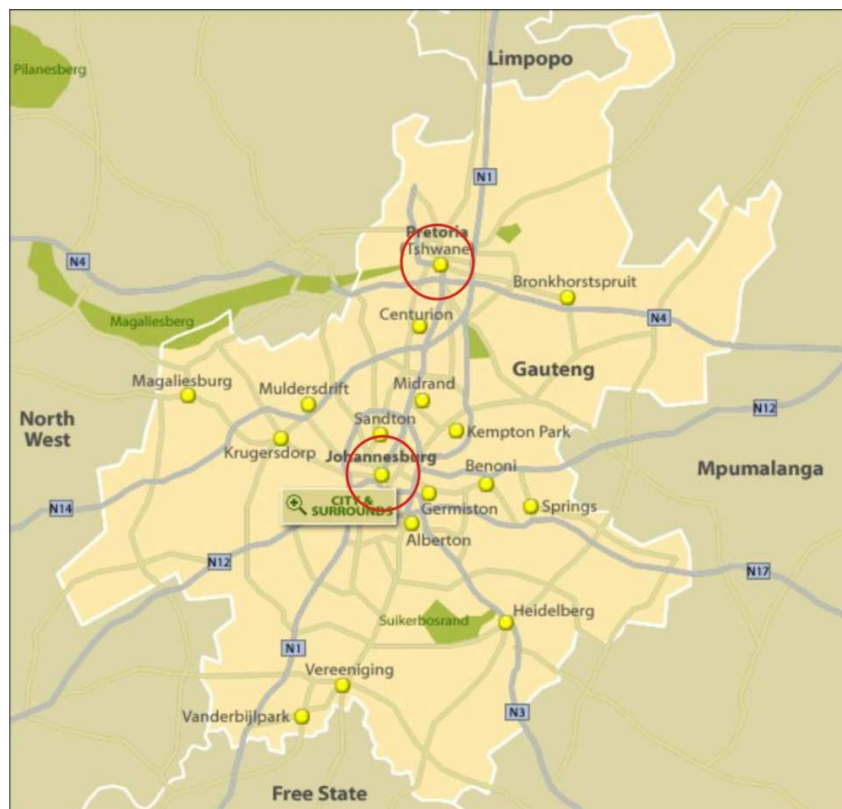 Limpopo
Pilanesberg
N1
Pretoria
(Tshwane)
N4
Bronkhorstspruit
Magaliesberg
Centurion
N4
Gauteng
Magaliesburg
Muldersdrift
Midrand
North
West
Sandton
N12
Krugersdorp
Kempton Park
Johannesburg
Benoni
Mpumalanga
CITY &
SURROUNDS
N14
Germiston
Springs
Alberton
N12
N17
Suikerbosrand
Heidelberg
N1
Vereeniging
Vanderbijlpark
N3
Free State